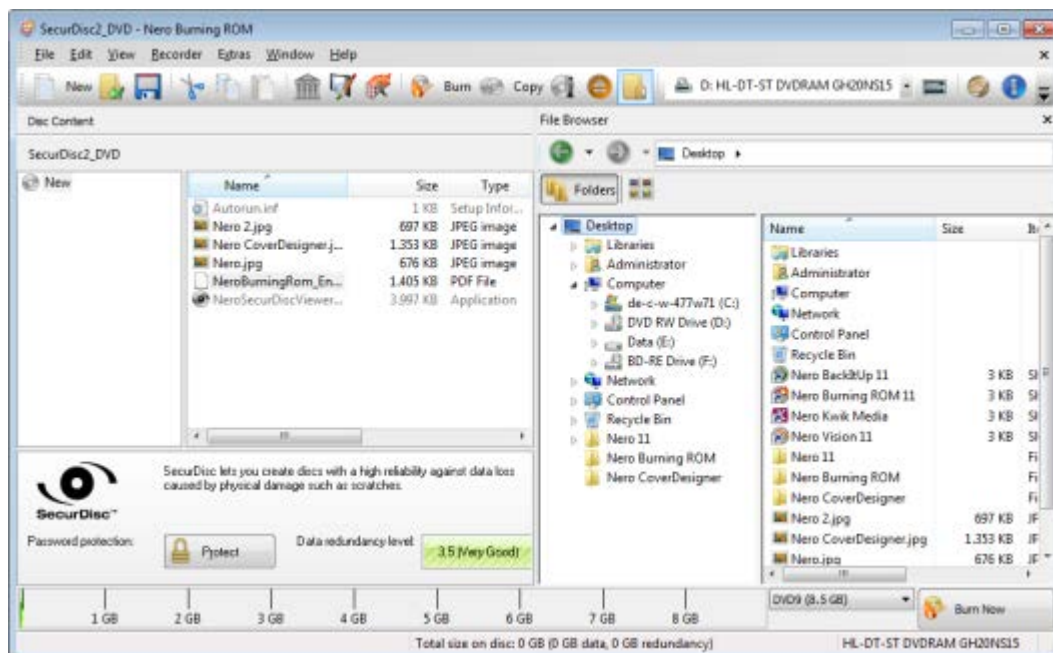 SecurDisc2_DVD - Nero Burning ROM
File Edit View Recorder Extras Window Help
New Burn Copy D: HL-DT-ST DVDRAM GH20NS15
Disc Content
SecurDisc2_DVD
New
Name Size Type
Autorun.inf 1 KB Setup Infor...
Nero 2.jpg 697 KB JPEG image
Nero CoverDesigner.j... 1.353 KB JPEG image
Nero.jpg 676 KB JPEG image
NeroBurningRom_En... 1.405 KB PDF File
NeroSecurDiscViewer... 3.997 KB Application
SecurDisc™
SecurDisc lets you create discs with a high reliability against data loss
caused by physical damage such as scratches.
Password protection: Protect Data redundancy level: 3.5 (Very Good)
File Browser
Desktop
Folders
Desktop
Libraries
Administrator
Computer
de-c-w-477w71 (C:)
DVD RW Drive (D:)
Data (E:)
BD-RE Drive (F:)
Network
Control Panel
Recycle Bin
Nero 11
Nero Burning ROM
Nero CoverDesigner
Name Size
Libraries
Administrator
Computer
Network
Control Panel
Recycle Bin
Nero BackItUp 11 3 KB
Nero Burning ROM 11 3 KB
Nero Kwik Media 3 KB
Nero Vision 11 3 KB
Nero 11 Fi
Nero Burning ROM Fi
Nero CoverDesigner Fi
Nero 2.jpg 697 KB JF
Nero CoverDesigner.jpg 1.353 KB JF
Nero.jpg 676 KB JF
1 GB 2 GB 3 GB 4 GB 5 GB 6 GB 7 GB 8 GB
DVD9 (8.5 GB) Burn Now
Total size on disc: 0 GB (0 GB data, 0 GB redundancy) HL-DT-ST DVDRAM GH20NS15